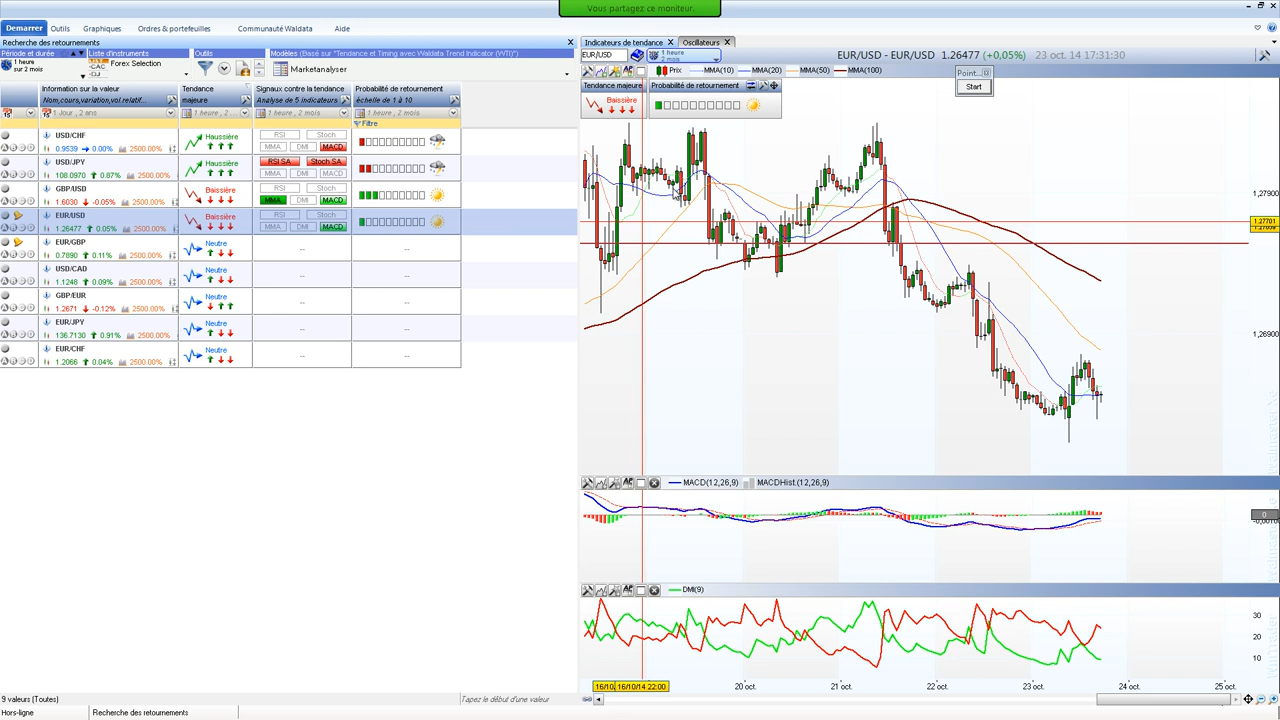 Vous partagez ce moniteur.
Demarrer Outils Graphiques Ordres & portefeuilles Communauté Waldata Aide
Recherche des retournements
Période et durée Liste d'instruments Outils Modèles (Basé sur "Tendance et Timing avec Waldata Trend Indicator (WTI)")
1 heure
sur 2 mois
-CAC
-DJ
Forex Selection
Marketanalyser
Information sur la valeur Tendance majeure Signaux contre la tendance Probabilité de retournement
Nom,cours,variation,vol.relatif... Analyse de 5 indicateurs échelle de 1 à 10
1 Jour , 2 ans 1 heure , 2 ... 1 heure , 2 mois 1 heure , 2 mois
Filtre
USD/CHF Haussière RSI Stoch
0.9539 0.00% 2500.00% MMA DMI MACD
USD/JPY Haussière RSI SA Stoch SA
108.0970 0.87% 2500.00% MMA DMI MACD
GBP/USD Baissière RSI Stoch
1.6030 -0.05% 2500.00% MMA DMI MACD
EUR/USD Baissière RSI Stoch
1.26477 0.05% 2500.00% MMA DMI MACD
EUR/GBP Neutre -- --
0.7890 0.11% 2500.00%
USD/CAD Neutre -- --
1.1248 0.09% 2500.00%
GBP/EUR Neutre -- --
1.2671 -0.12% 2500.00%
EUR/JPY Neutre -- --
136.7130 0.91% 2500.00%
EUR/CHF Neutre -- --
1.2066 0.04% 2500.00%
9 valeurs (Toutes) Tapez le début d'une valeur
Hors-ligne Recherche des retournements
Indicateurs de tendance Oscillateurs
EUR/USD 1 heure
2 mois
EUR/USD - EUR/USD 1.26477 (+0,05%) 23 oct. 14 17:31:30
Prix MMA(10) MMA(20) MMA(50) MMA(100)
Point...
Start
Tendance majeure Probabilité de retournement
Baissière
1,27900
1.27701
1,26900
MACD(12,26,9) MACDHist.(12,26,9)
0
DMI(9)
30
20
10
16/10/14 22:00 20 oct. 21 oct. 22 oct. 23 oct. 24 oct. 25 oct.